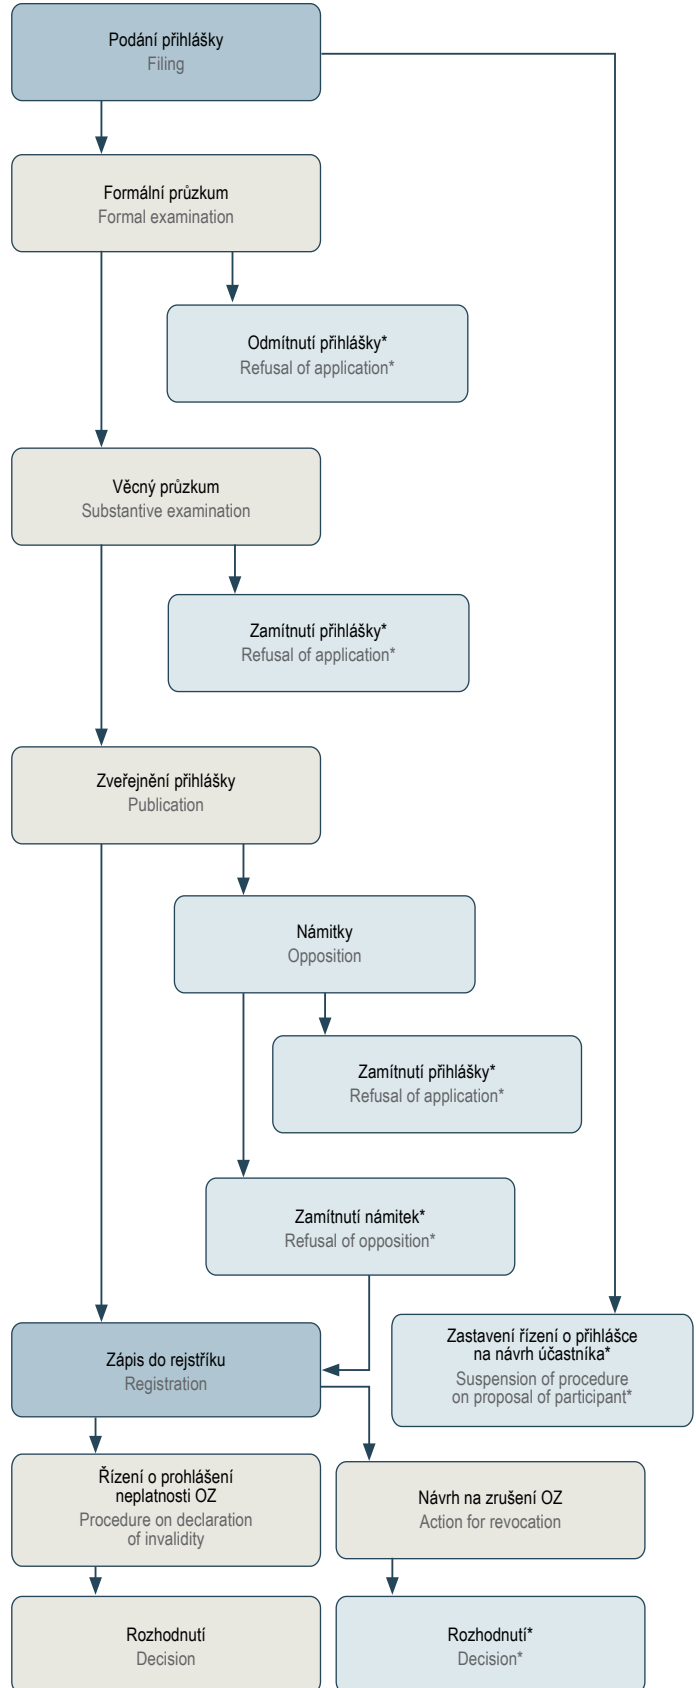 Podání přihlášky
Filing
Formální průzkum
Formal examination
Odmítnutí přihlášky*
Refusal of application*
Věcný průzkum
Substantive examination
Zamítnutí přihlášky*
Refusal of application*
Zveřejnění přihlášky
Publication
Námitky
Opposition
Zamítnutí přihlášky*
Refusal of application*
Zamítnutí námitek*
Refusal of opposition*
Zápis do rejstříku
Registration
Zastavení řízení o přihlášce
na návrh účastníka*
Suspension of procedure
on proposal of participant*
Řízení o prohlášení
neplatnosti OZ
Procedure on declaration
of invalidity
Návrh na zrušení OZ
Action for revocation
Rozhodnutí
Decision
Rozhodnutí*
Decision*